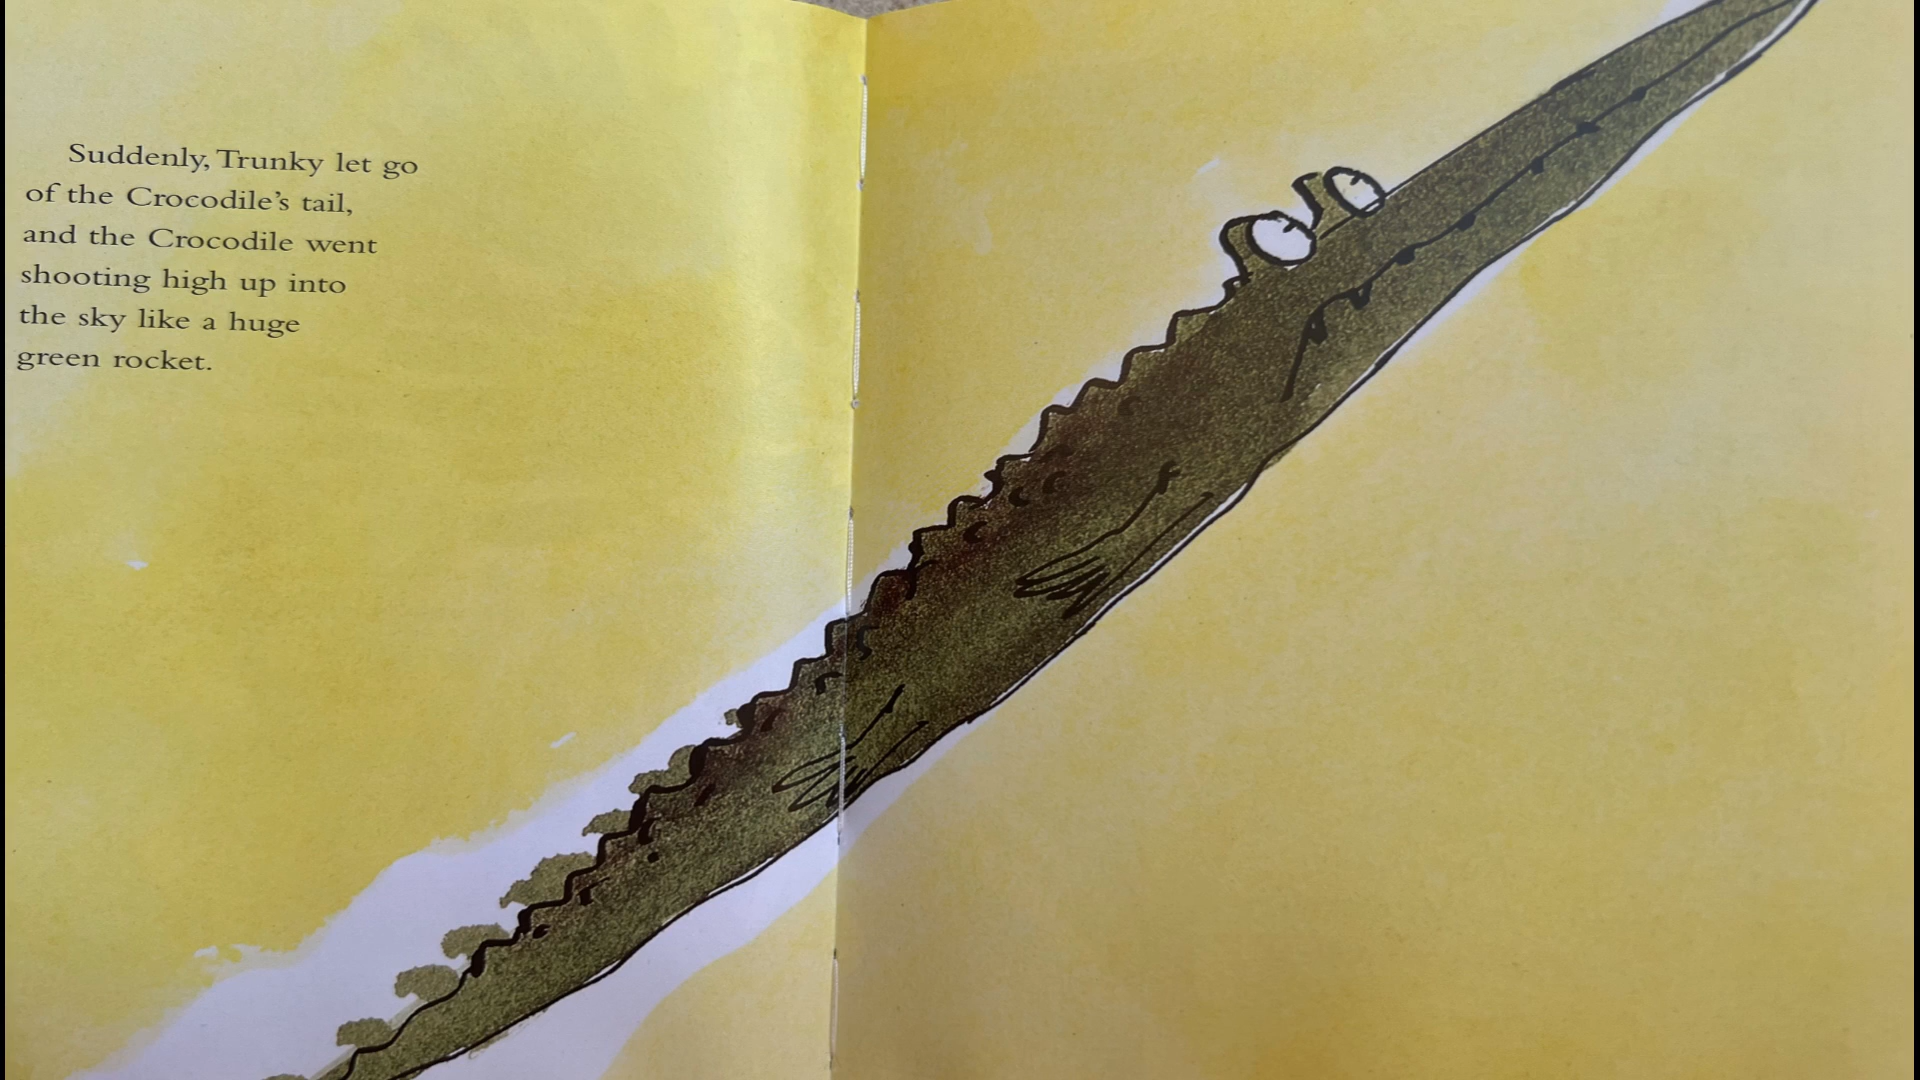 Suddenly, Trunky let go
of the Crocodile’s tail,
and the Crocodile went
shooting high up into
the sky like a huge
green rocket.